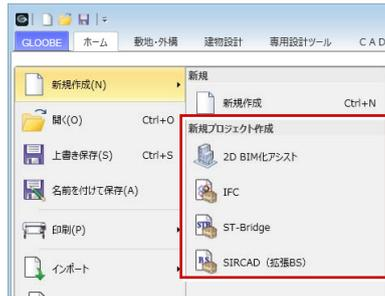 GLOOBE ホーム 敷地・外構 建物設計 専用設計ツール CAD
新規作成(N)
開く(O) Ctrl+O
上書き保存(S) Ctrl+S
名前を付けて保存(A)
印刷(P)
インポート
新規
新規作成 Ctrl+N
新規プロジェクト作成
2D BIM化アシスト
IFC
ST-Bridge
SIRCAD（拡張BS）